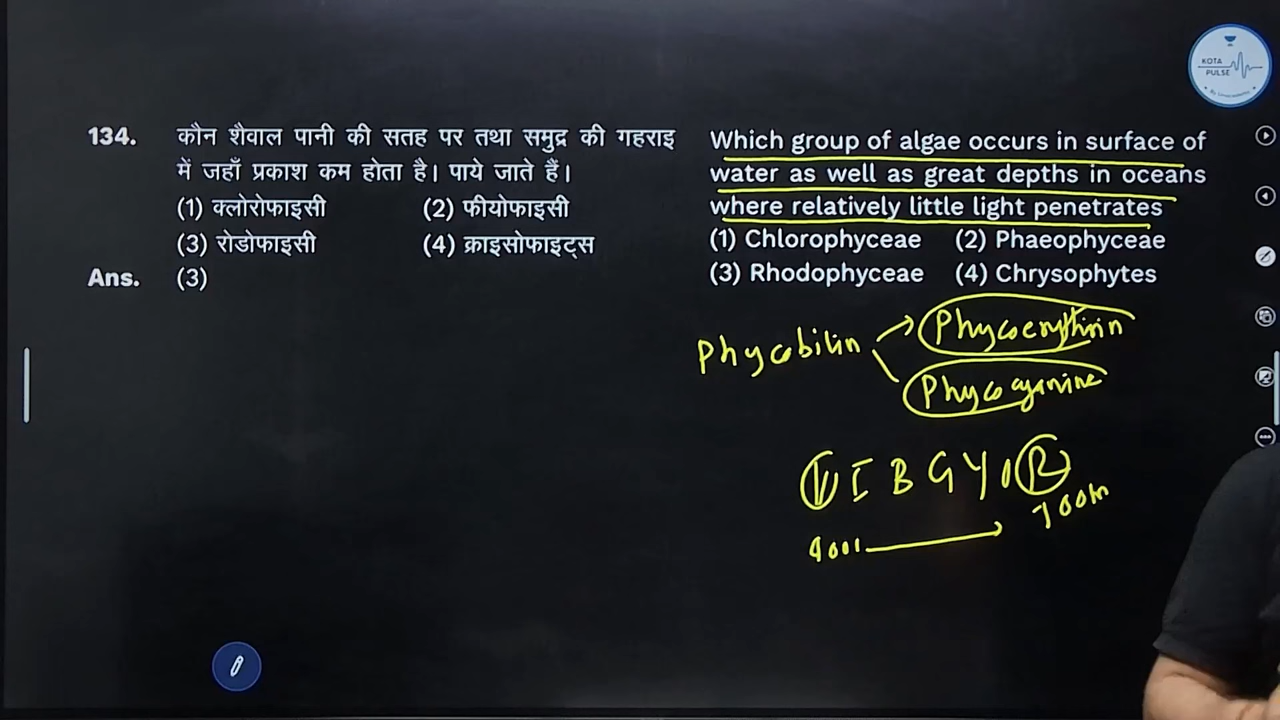 KOTA
PULSE
134. कौन शैवाल पानी की सतह पर तथा समुद्र की गहराइ
में जहाँ प्रकाश कम होता है। पाये जाते हैं।
(1) क्लोरोफाइसी (2) फीयोफाइसी
(3) रोडोफाइसी (4) क्राइसोफाइट्स
Ans. (3)
Which group of algae occurs in surface of
water as well as great depths in oceans
where relatively little light penetrates
(1) Chlorophyceae (2) Phaeophyceae
(3) Rhodophyceae (4) Chrysophytes
Phycobilin
Phycoerythrin
Phycocyanine
V I B G Y O R
700m